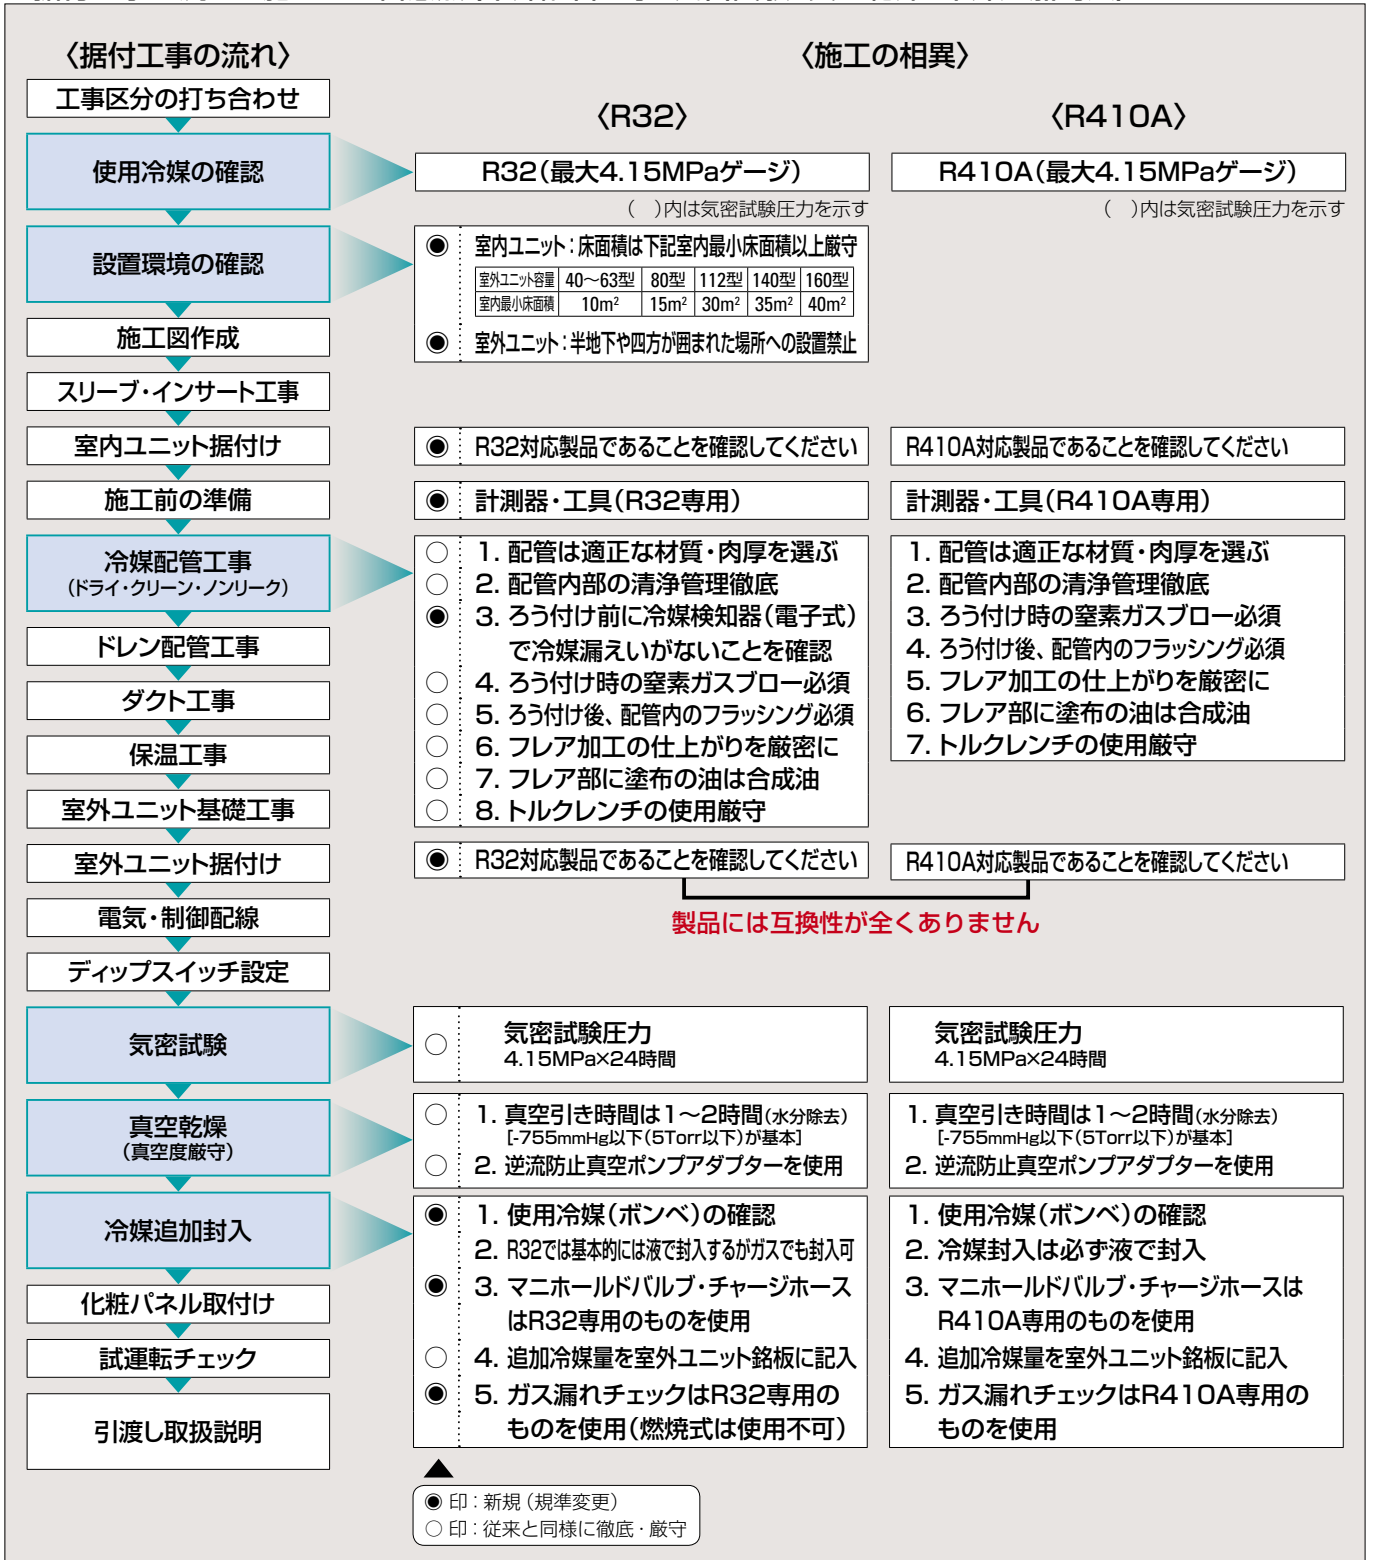 〈据付工事の流れ〉
〈施工の相異〉
工事区分の打ち合わせ
〈R32〉
〈R410A〉
使用冷媒の確認
R32(最大4.15MPaゲージ)
R410A(最大4.15MPaゲージ)
(　)内は気密試験圧力を示す
(　)内は気密試験圧力を示す
設置環境の確認
◉ 室内ユニット：床面積は下記室内最小床面積以上厳守
室外ユニット容量 40〜63型 80型 112型 140型 160型
室内最小床面積 10m² 15m² 30m² 35m² 40m²
◉ 室外ユニット：半地下や四方が囲まれた場所への設置禁止
施工図作成
スリーブ・インサート工事
室内ユニット据付け
◉ R32対応製品であることを確認してください
R410A対応製品であることを確認してください
施工前の準備
◉ 計測器・工具(R32専用)
計測器・工具(R410A専用)
冷媒配管工事
(ドライ・クリーン・ノンリーク)
○ 1. 配管は適正な材質・肉厚を選ぶ
○ 2. 配管内部の清浄管理徹底
◉ 3. ろう付け前に冷媒検知器(電子式)
で冷媒漏えいがないことを確認
○ 4. ろう付け時の窒素ガスブロー必須
○ 5. ろう付け後、配管内のフラッシング必須
○ 6. フレア加工の仕上がりを厳密に
○ 7. フレア部に塗布の油は合成油
○ 8. トルクレンチの使用厳守
1. 配管は適正な材質・肉厚を選ぶ
2. 配管内部の清浄管理徹底
3. ろう付け時の窒素ガスブロー必須
4. ろう付け後、配管内のフラッシング必須
5. フレア加工の仕上がりを厳密に
6. フレア部に塗布の油は合成油
7. トルクレンチの使用厳守
ドレン配管工事
ダクト工事
保温工事
室外ユニット基礎工事
室外ユニット据付け
◉ R32対応製品であることを確認してください
R410A対応製品であることを確認してください
製品には互換性が全くありません
電気・制御配線
ディップスイッチ設定
気密試験
○ 気密試験圧力
4.15MPa×24時間
気密試験圧力
4.15MPa×24時間
真空乾燥
(真空度厳守)
○ 1. 真空引き時間は1〜2時間(水分除去)
[-755mmHg以下(5Torr以下)が基本]
○ 2. 逆流防止真空ポンプアダプターを使用
1. 真空引き時間は1〜2時間(水分除去)
[-755mmHg以下(5Torr以下)が基本]
2. 逆流防止真空ポンプアダプターを使用
冷媒追加封入
◉ 1. 使用冷媒(ボンベ)の確認
2. R32では基本的には液で封入するがガスでも封入可
◉ 3. マニホールドバルブ・チャージホース
はR32専用のものを使用
○ 4. 追加冷媒量を室外ユニット銘板に記入
◉ 5. ガス漏れチェックはR32専用の
ものを使用(燃焼式は使用不可)
1. 使用冷媒(ボンベ)の確認
2. 冷媒封入は必ず液で封入
3. マニホールドバルブ・チャージホースは
R410A専用のものを使用
4. 追加冷媒量を室外ユニット銘板に記入
5. ガス漏れチェックはR410A専用の
ものを使用
化粧パネル取付け
試運転チェック
引渡し取扱説明
◉ 印：新規(規準変更)
○ 印：従来と同様に徹底・厳守